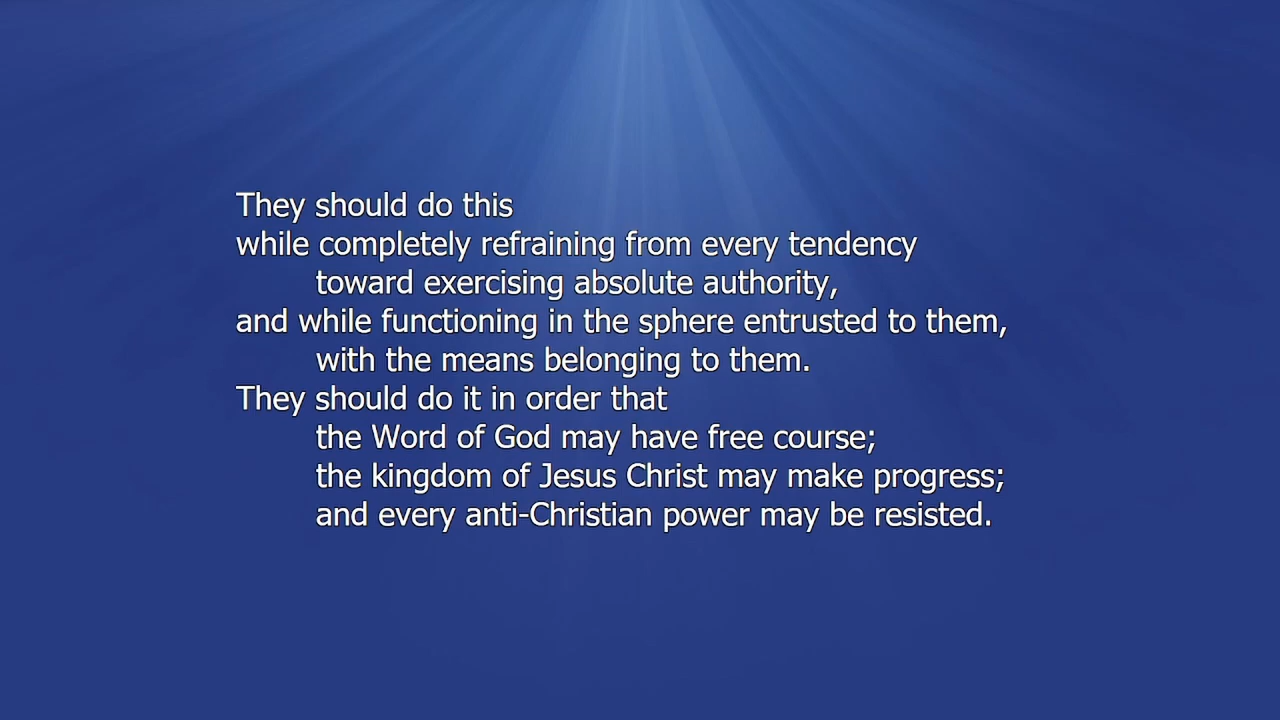 They should do this
while completely refraining from every tendency
toward exercising absolute authority,
and while functioning in the sphere entrusted to them,
with the means belonging to them.
They should do it in order that
the Word of God may have free course;
the kingdom of Jesus Christ may make progress;
and every anti-Christian power may be resisted.